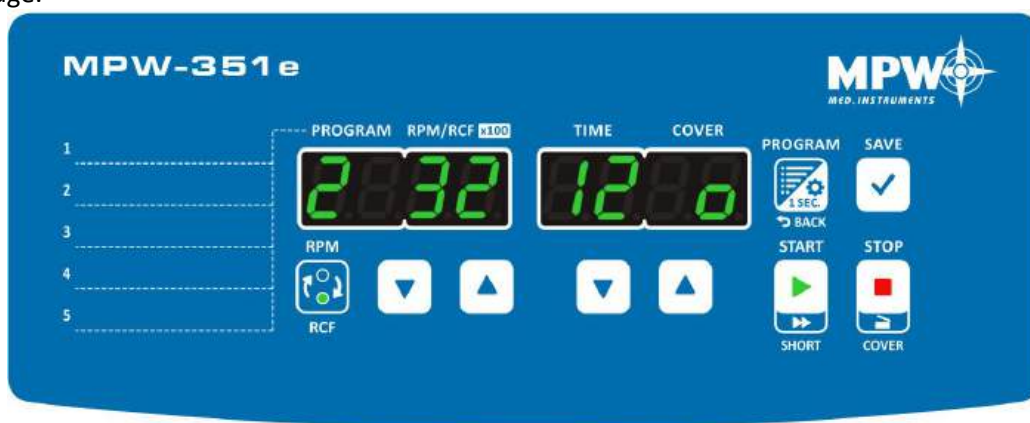 MPW-351e
MPW
MED.INSTRUMENTS
PROGRAM RPM/RCF x100 TIME COVER
PROGRAM SAVE
1
2
3
4
5
2 32 12 o
1 SEC.
BACK
RPM
RCF
START STOP
SHORT COVER